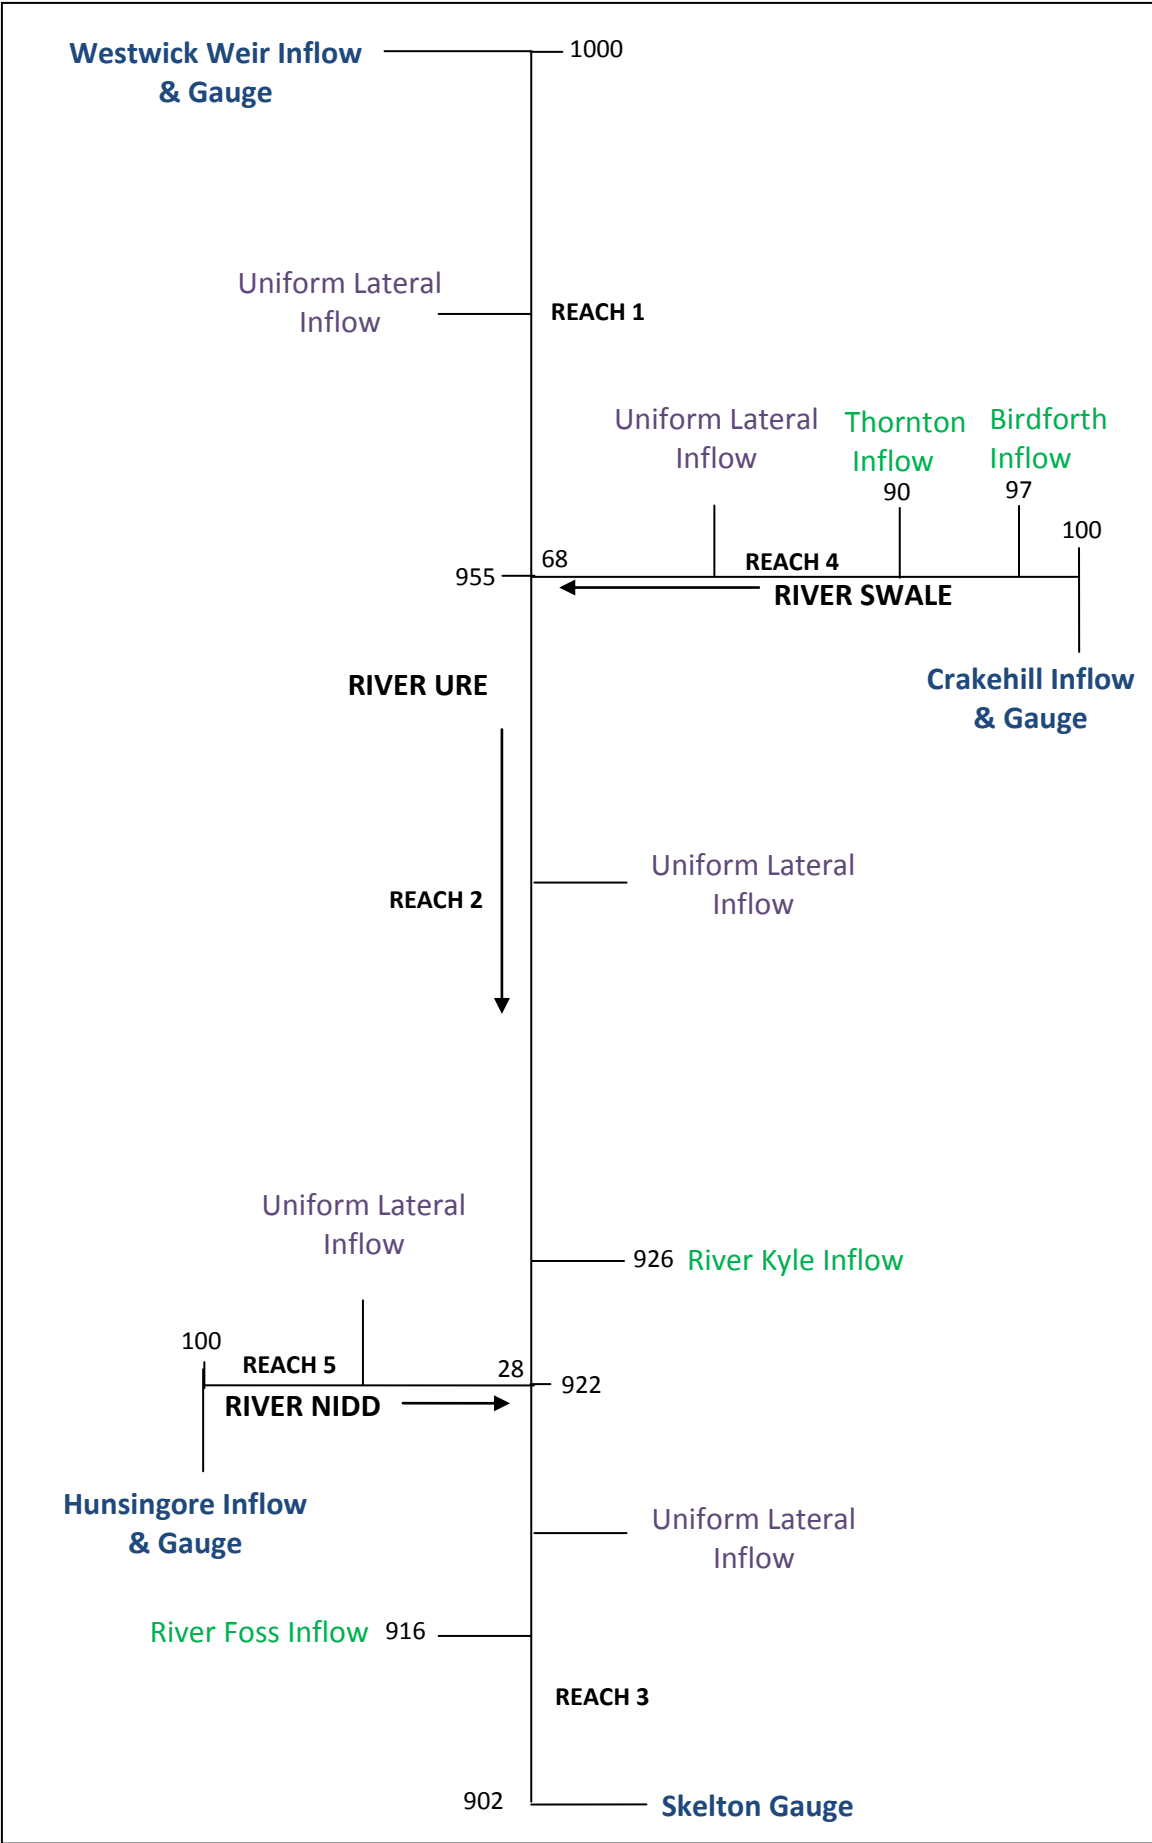 Westwick Weir Inflow
& Gauge
1000
Uniform Lateral
Inflow
REACH 1
Uniform Lateral
Inflow
Thornton
Inflow
90
Birdforth
Inflow
97
100
955
68
REACH 4
RIVER SWALE
RIVER URE
Crakehill Inflow
& Gauge
Uniform Lateral
Inflow
REACH 2
Uniform Lateral
Inflow
926 River Kyle Inflow
100
REACH 5
28
922
RIVER NIDD
Hunsingore Inflow
& Gauge
Uniform Lateral
Inflow
River Foss Inflow 916
REACH 3
902
Skelton Gauge